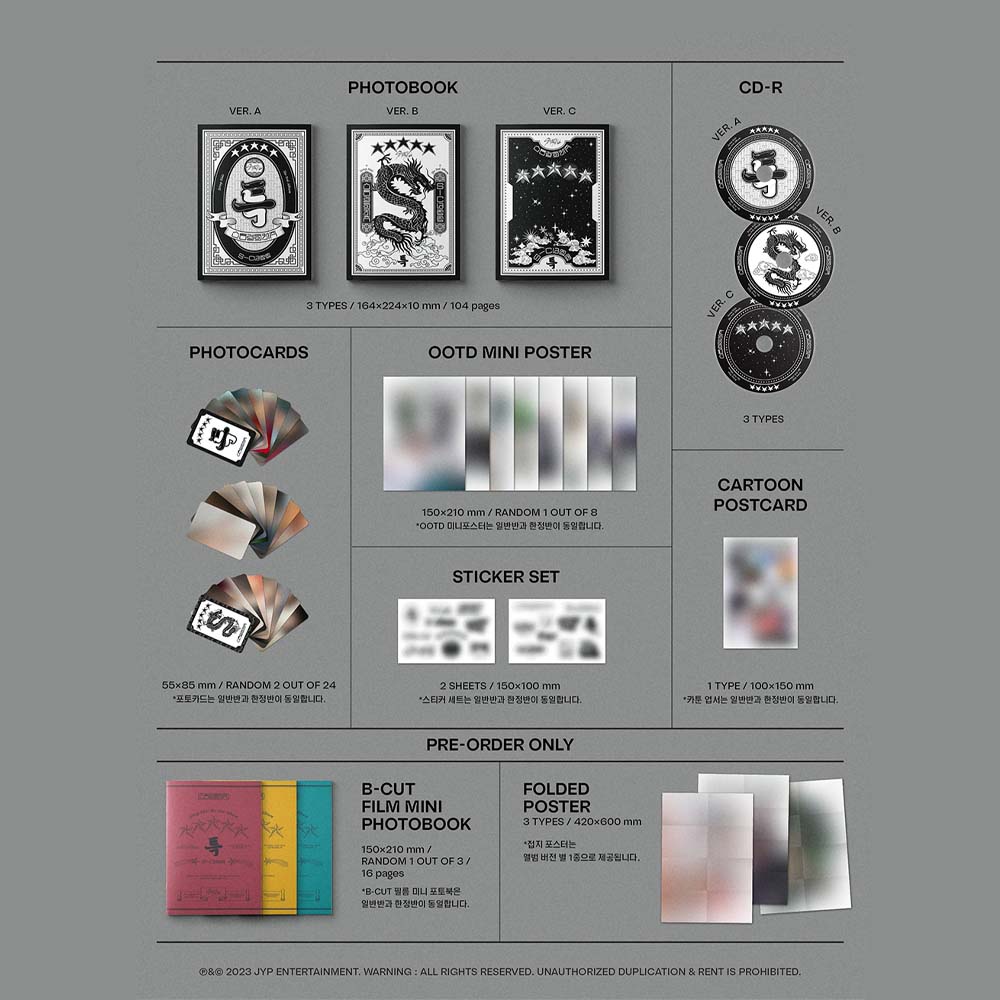 PHOTOBOOK
VER. A
VER. B
VER. C
특
S-CLASS
특
S-CLASS
특
3 TYPES / 164×224×10 mm / 104 pages
CD-R
VER. A
특
VER. B
VER. C
3 TYPES
PHOTOCARDS
특
55×85 mm / RANDOM 2 OUT OF 24
*포토카드는 일반반과 한정반이 동일합니다.
OOTD MINI POSTER
150×210 mm / RANDOM 1 OUT OF 8
*OOTD 미니포스터는 일반반과 한정반이 동일합니다.
STICKER SET
2 SHEETS / 150×100 mm
*스티커 세트는 일반반과 한정반이 동일합니다.
CARTOON
POSTCARD
1 TYPE / 100×150 mm
*카툰 엽서는 일반반과 한정반이 동일합니다.
PRE-ORDER ONLY
특
S-CLASS
B-CUT
FILM MINI
PHOTOBOOK
150×210 mm /
RANDOM 1 OUT OF 3 /
16 pages
*B-CUT 필름 미니 포토북은
일반반과 한정반이 동일합니다.
FOLDED
POSTER
3 TYPES / 420×600 mm
*접지 포스터는
앨범 버전 별 1종으로 제공됩니다.
℗&© 2023 JYP ENTERTAINMENT. WARNING : ALL RIGHTS RESERVED. UNAUTHORIZED DUPLICATION & RENT IS PROHIBITED.